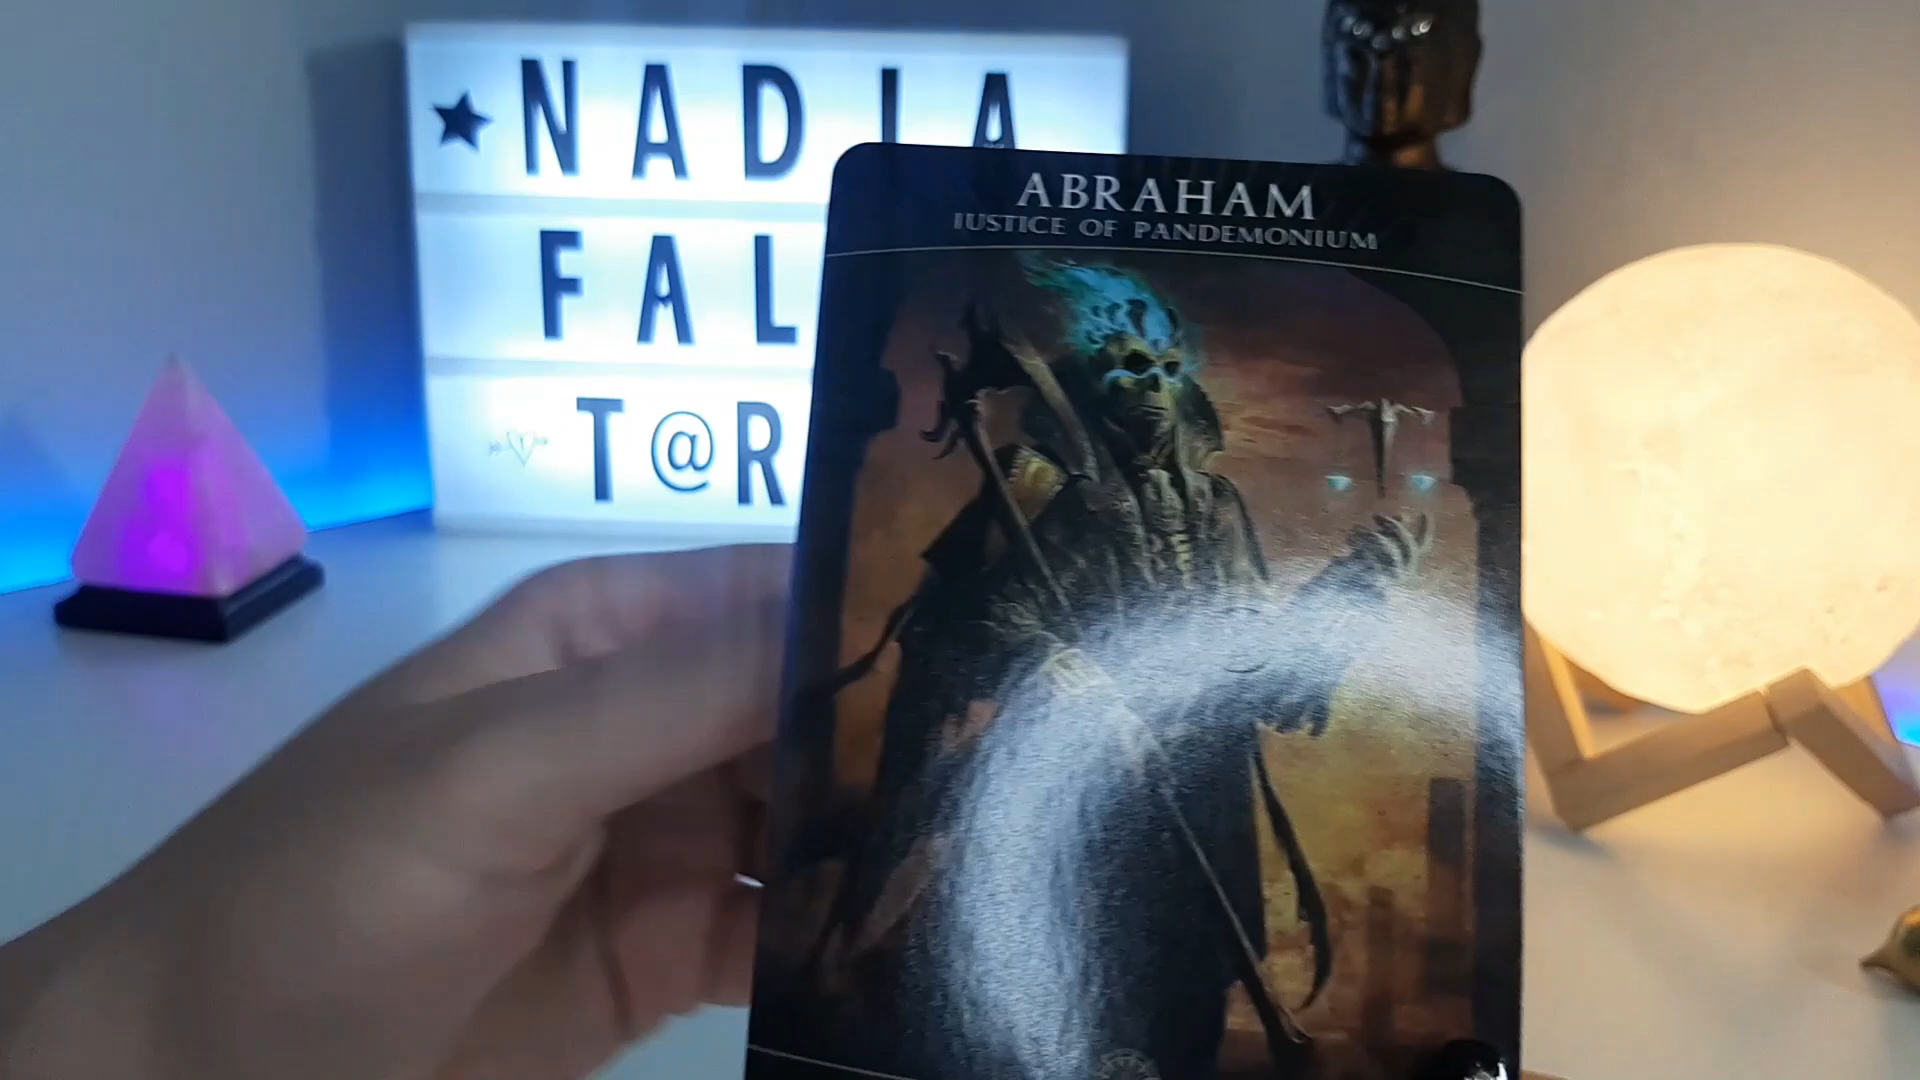 ★ NADIA
FAL
T@R
ABRAHAM
IUSTICE OF PANDEMONIUM